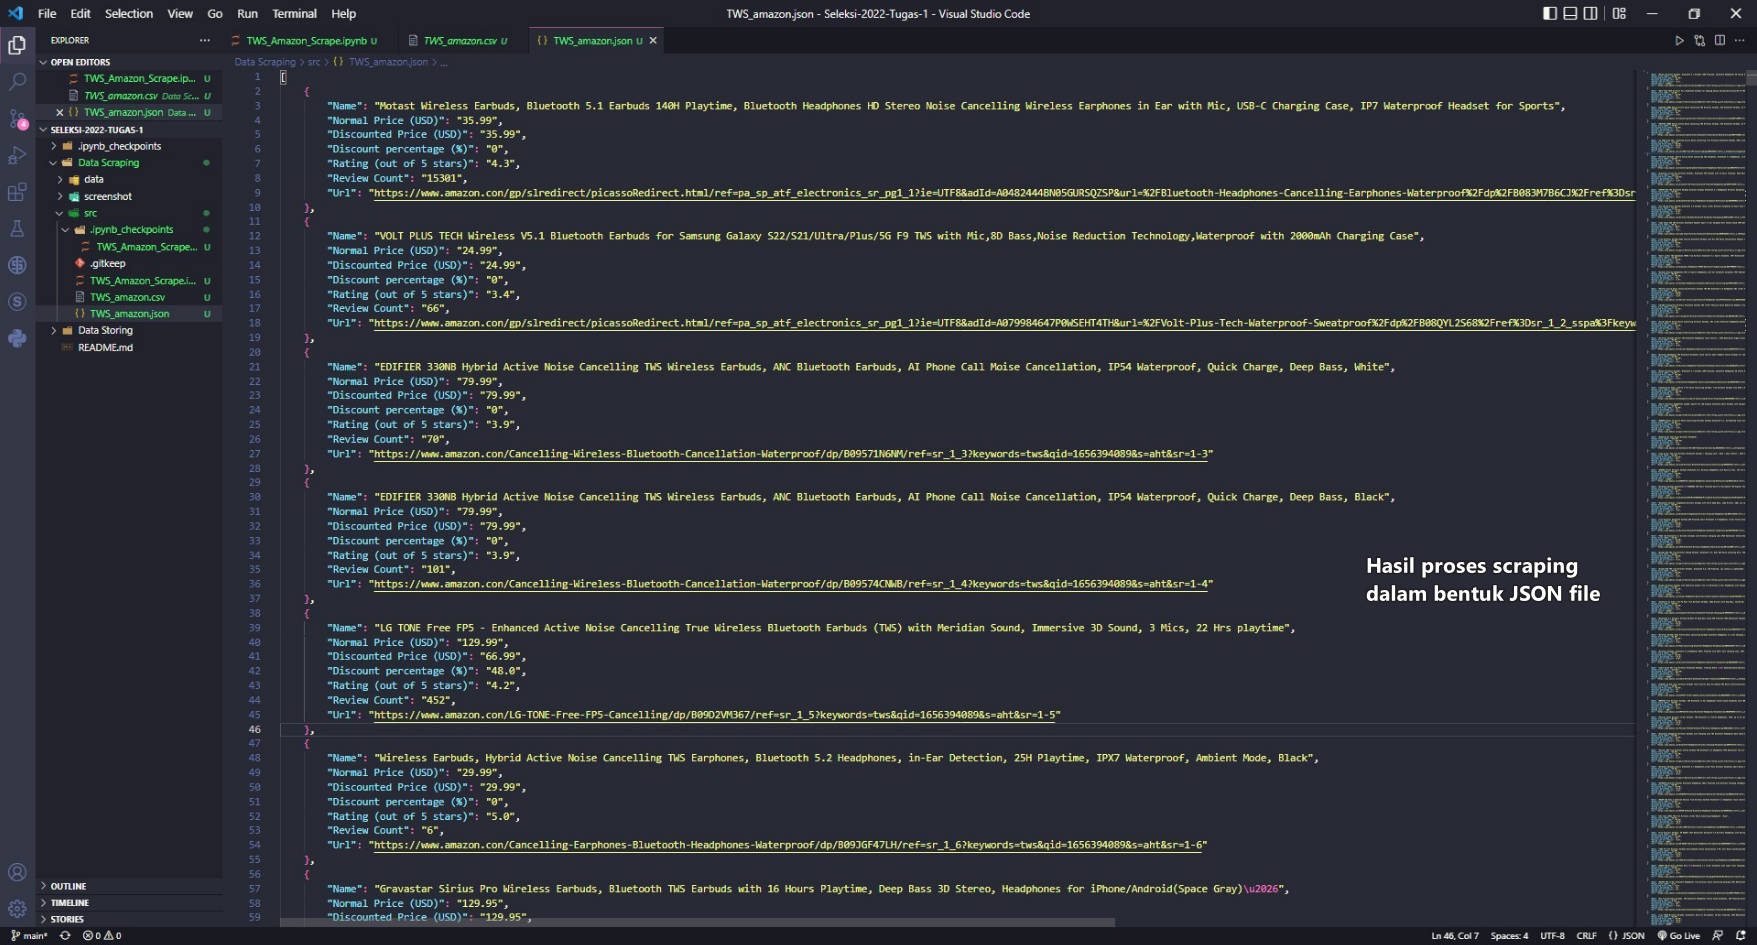 File Edit Selection View Go Run Terminal Help
TWS_amazon.json - Seleksi-2022-Tugas-1 - Visual Studio Code
EXPLORER
OPEN EDITORS
TWS_Amazon_Scrape.ip... U
TWS_amazon.csv Data Sc... U
TWS_amazon.json Data ... U
SELEKSI-2022-TUGAS-1
.ipynb_checkpoints
Data Scraping
data
screenshot
src
.ipynb_checkpoints
TWS_Amazon_Scrape...  U
.gitkeep
TWS_Amazon_Scrape.i... U
TWS_amazon.csv U
TWS_amazon.json U
Data Storing
README.md
OUTLINE
TIMELINE
STORIES
TWS_Amazon_Scrape.ipynb U
TWS_amazon.csv U
TWS_amazon.json U
Data Scraping > src > {} TWS_amazon.json > ...
1 [
2 {
3 "Name": "Motast Wireless Earbuds, Bluetooth 5.1 Earbuds 140H Playtime, Bluetooth Headphones HD Stereo Noise Cancelling Wireless Earphones in Ear with Mic, USB-C Charging Case, IP7 Waterproof Headset for Sports",
4 "Normal Price (USD)": "35.99",
5 "Discounted Price (USD)": "35.99",
6 "Discount percentage (%)": "0",
7 "Rating (out of 5 stars)": "4.3",
8 "Review Count": "15301",
9 "Url": "https://www.amazon.com/gp/slredirect/picassoRedirect.html/ref=pa_sp_atf_electronics_sr_pg1_1?ie=UTF8&adId=A0482444BN05GURSQZSP&url=%2FBluetooth-Headphones-Cancelling-Earphones-Waterproof%2Fdp%2FB083M7B6CJ%2Fref%3Dsr
10 },
11 {
12 "Name": "VOLT PLUS TECH Wireless V5.1 Bluetooth Earbuds for Samsung Galaxy S22/S21/Ultra/Plus/5G F9 TWS with Mic,8D Bass,Noise Reduction Technology,Waterproof with 2000mAh Charging Case",
13 "Normal Price (USD)": "24.99",
14 "Discounted Price (USD)": "24.99",
15 "Discount percentage (%)": "0",
16 "Rating (out of 5 stars)": "3.4",
17 "Review Count": "66",
18 "Url": "https://www.amazon.com/gp/slredirect/picassoRedirect.html/ref=pa_sp_atf_electronics_sr_pg1_1?ie=UTF8&adId=A079984647P0WSEHT4TH&url=%2FVolt-Plus-Tech-Waterproof-Sweatproof%2Fdp%2FB08QYL2S68%2Fref%3Dsr_1_2_sspa%3Fkeyw
19 },
20 {
21 "Name": "EDIFIER 330NB Hybrid Active Noise Cancelling TWS Wireless Earbuds, ANC Bluetooth Earbuds, AI Phone Call Moise Cancellation, IP54 Waterproof, Quick Charge, Deep Bass, White",
22 "Normal Price (USD)": "79.99",
23 "Discounted Price (USD)": "79.99",
24 "Discount percentage (%)": "0",
25 "Rating (out of 5 stars)": "3.9",
26 "Review Count": "70",
27 "Url": "https://www.amazon.com/Cancelling-Wireless-Bluetooth-Cancellation-Waterproof/dp/B09571N6NM/ref=sr_1_3?keywords=tws&qid=1656394089&s=aht&sr=1-3"
28 },
29 {
30 "Name": "EDIFIER 330NB Hybrid Active Noise Cancelling TWS Wireless Earbuds, ANC Bluetooth Earbuds, AI Phone Call Noise Cancellation, IP54 Waterproof, Quick Charge, Deep Bass, Black",
31 "Normal Price (USD)": "79.99",
32 "Discounted Price (USD)": "79.99",
33 "Discount percentage (%)": "0",
34 "Rating (out of 5 stars)": "3.9",
35 "Review Count": "101",
36 "Url": "https://www.amazon.com/Cancelling-Wireless-Bluetooth-Cancellation-Waterproof/dp/B09574CNWB/ref=sr_1_4?keywords=tws&qid=1656394089&s=aht&sr=1-4"
37 },
38 {
39 "Name": "LG TONE Free FP5 - Enhanced Active Noise Cancelling True Wireless Bluetooth Earbuds (TWS) with Meridian Sound, Immersive 3D Sound, 3 Mics, 22 Hrs playtime",
40 "Normal Price (USD)": "129.99",
41 "Discounted Price (USD)": "66.99",
42 "Discount percentage (%)": "48.0",
43 "Rating (out of 5 stars)": "4.2",
44 "Review Count": "452",
45 "Url": "https://www.amazon.com/LG-TONE-Free-FP5-Cancelling/dp/B09D2VM367/ref=sr_1_5?keywords=tws&qid=1656394089&s=aht&sr=1-5"
46 },
47 {
48 "Name": "Wireless Earbuds, Hybrid Active Noise Cancelling TWS Earphones, Bluetooth 5.2 Headphones, in-Ear Detection, 25H Playtime, IPX7 Waterproof, Ambient Mode, Black",
49 "Normal Price (USD)": "29.99",
50 "Discounted Price (USD)": "29.99",
51 "Discount percentage (%)": "0",
52 "Rating (out of 5 stars)": "5.0",
53 "Review Count": "6",
54 "Url": "https://www.amazon.com/Cancelling-Earphones-Bluetooth-Headphones-Waterproof/dp/B09JGF47LH/ref=sr_1_6?keywords=tws&qid=1656394089&s=aht&sr=1-6"
55 },
56 {
57 "Name": "Gravastar Sirius Pro Wireless Earbuds, Bluetooth TWS Earbuds with 16 Hours Playtime, Deep Bass 3D Stereo, Headphones for iPhone/Android(Space Gray)\u2026",
58 "Normal Price (USD)": "129.95",
59 "Discounted Price (USD)": "129.95",
Hasil proses scraping
dalam bentuk JSON file
main* 0 0
Ln 46, Col 7 Spaces: 4 UTF-8 CRLF {} JSON Go Live